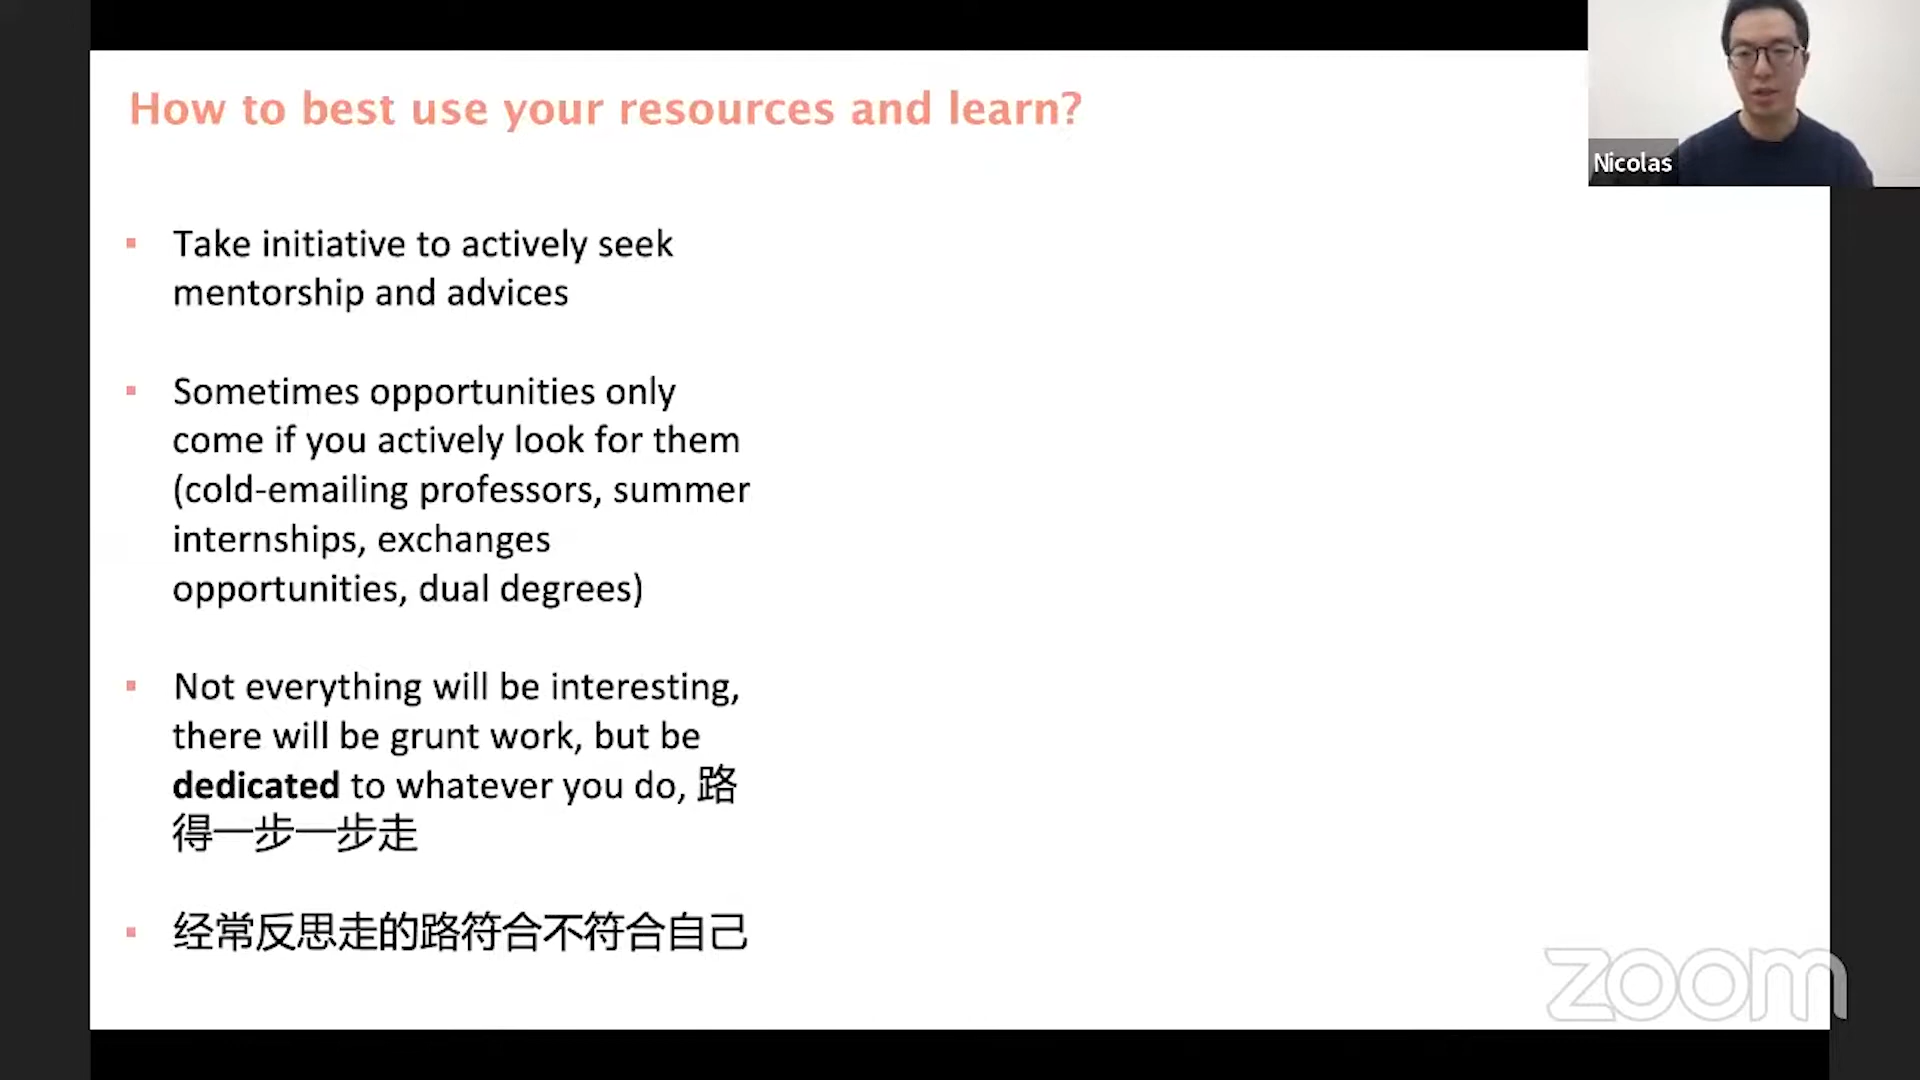 How to best use your resources and learn?
Nicolas
▪ Take initiative to actively seek
mentorship and advices
▪ Sometimes opportunities only
come if you actively look for them
(cold-emailing professors, summer
internships, exchanges
opportunities, dual degrees)
▪ Not everything will be interesting,
there will be grunt work, but be
dedicated to whatever you do, 路
得一步一步走
▪ 经常反思走的路符合不符合自己
zoom